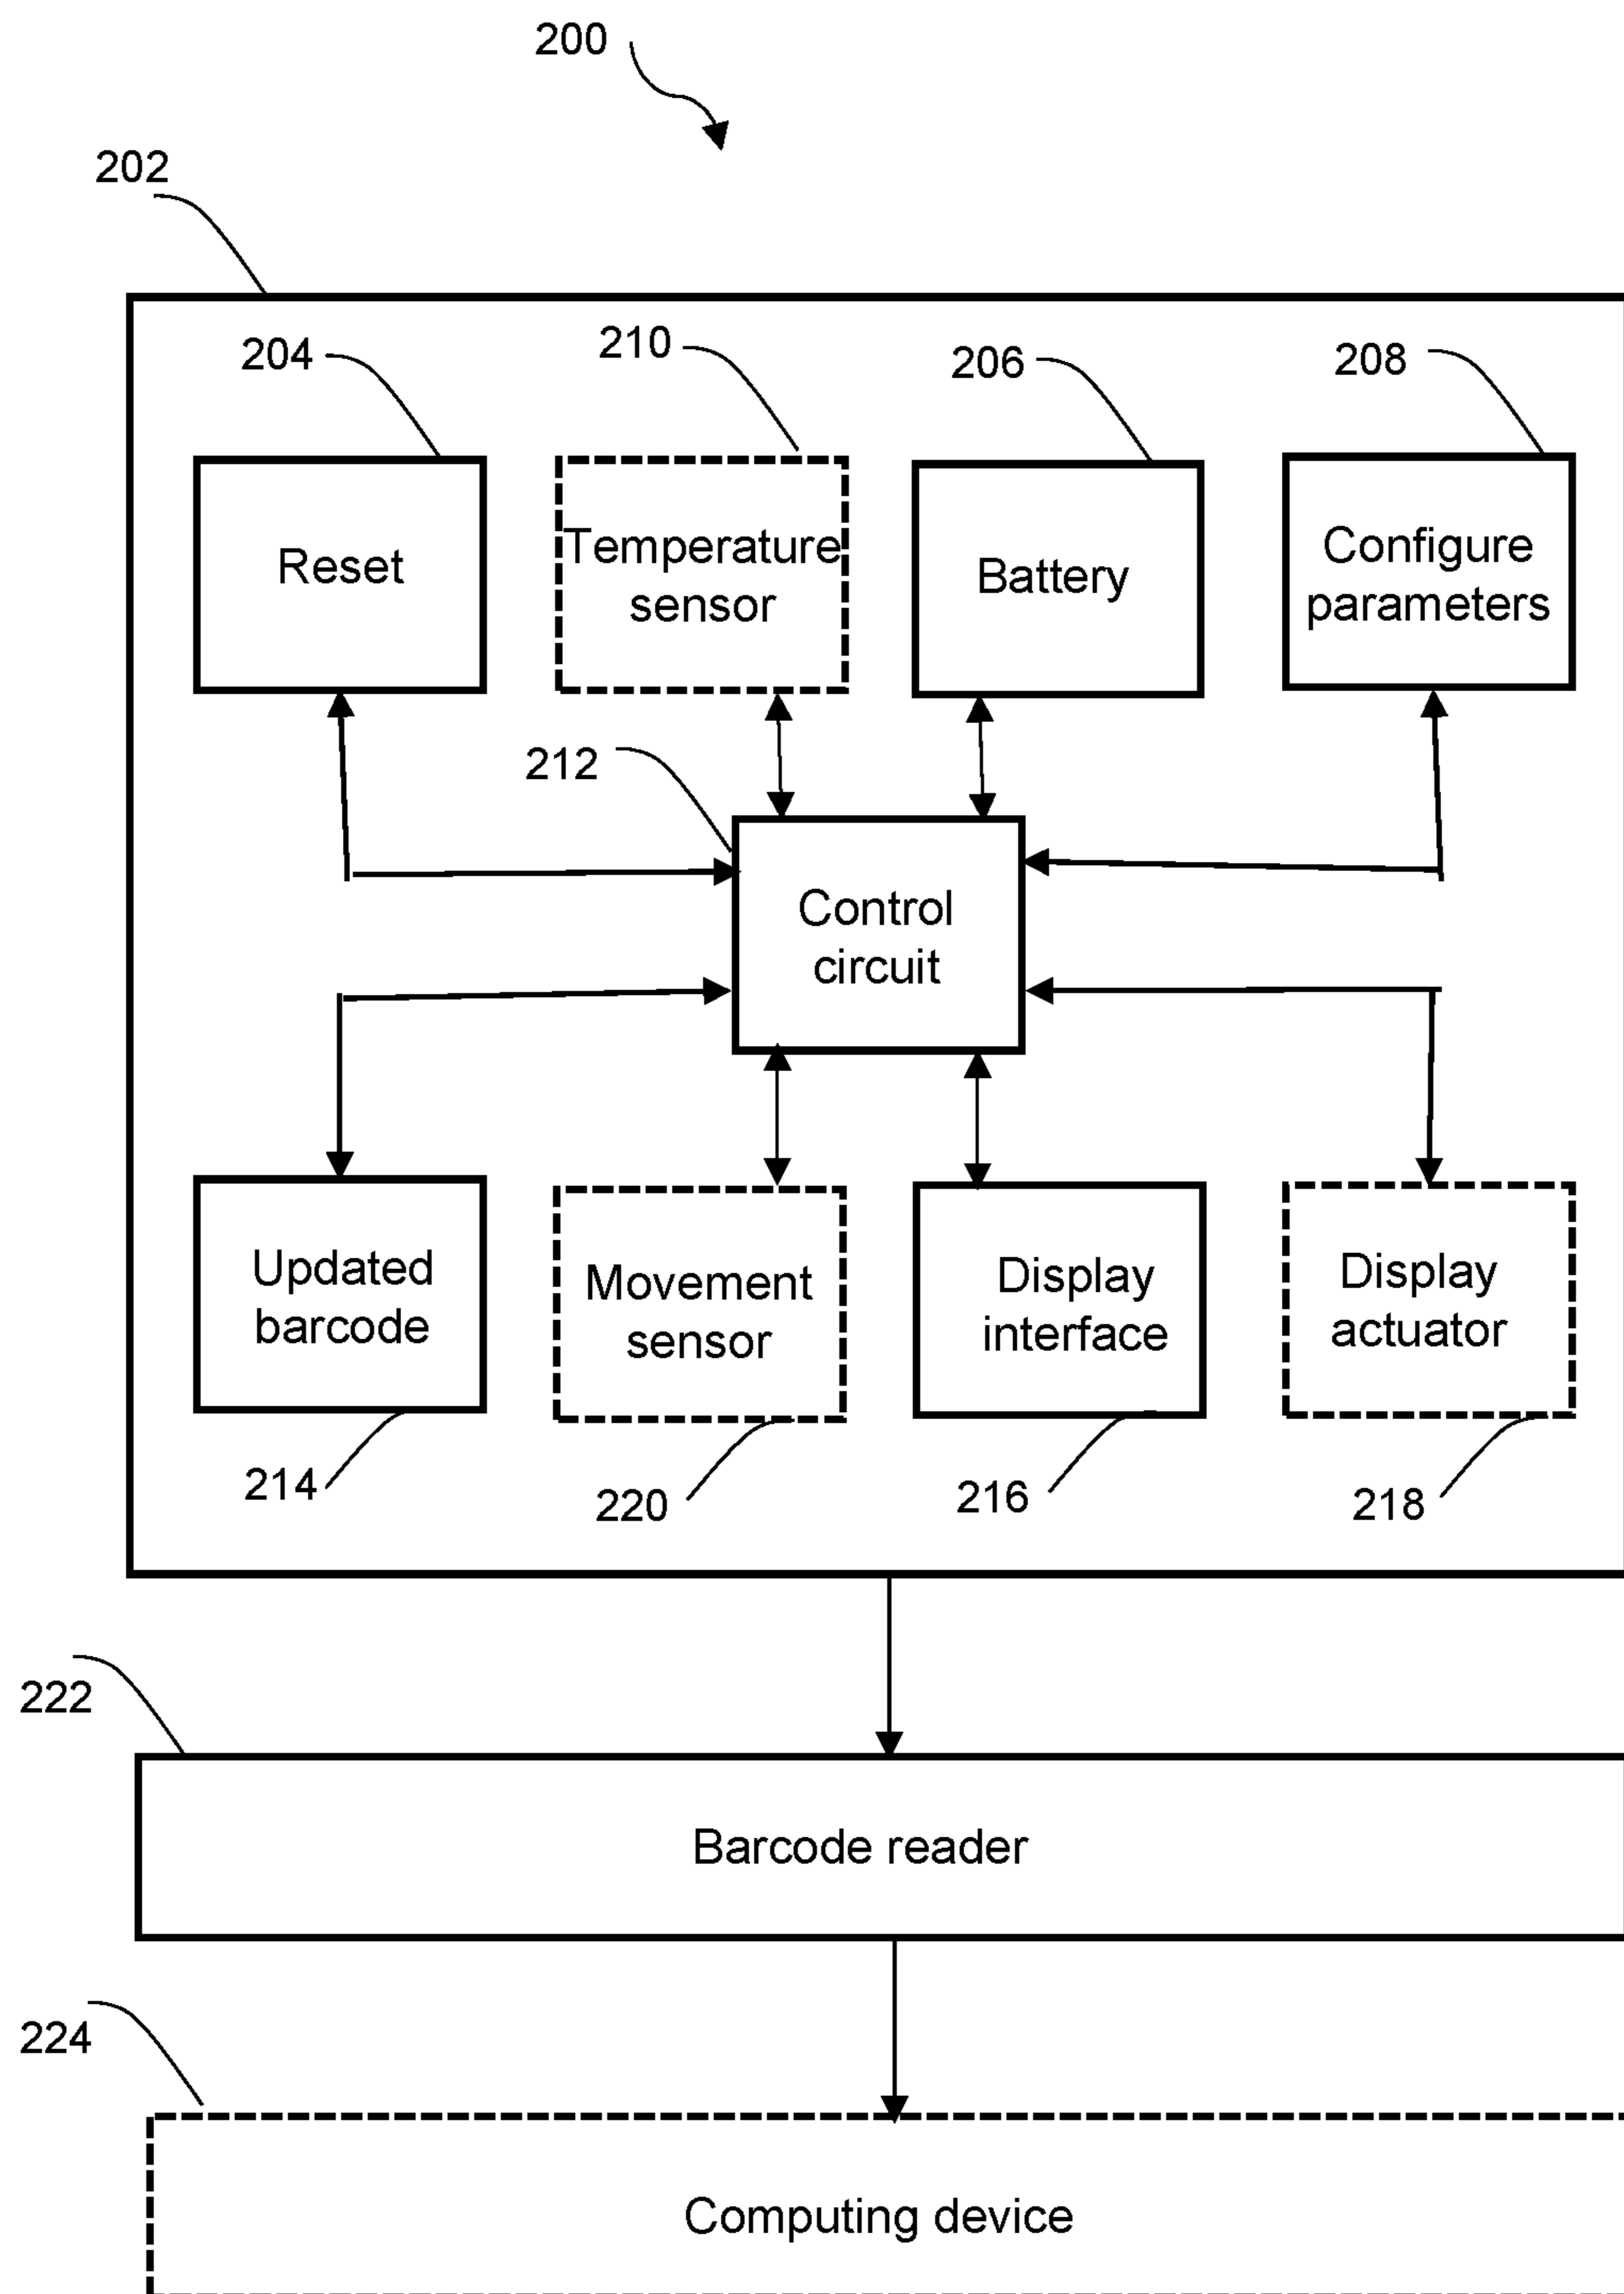 200
202
204
210
206
208
Reset
Temperature
sensor
Battery
Configure
parameters
212
Control
circuit
Updated
barcode
Movement
sensor
Display
interface
Display
actuator
214
220
216
218
222
Barcode reader
224
Computing device